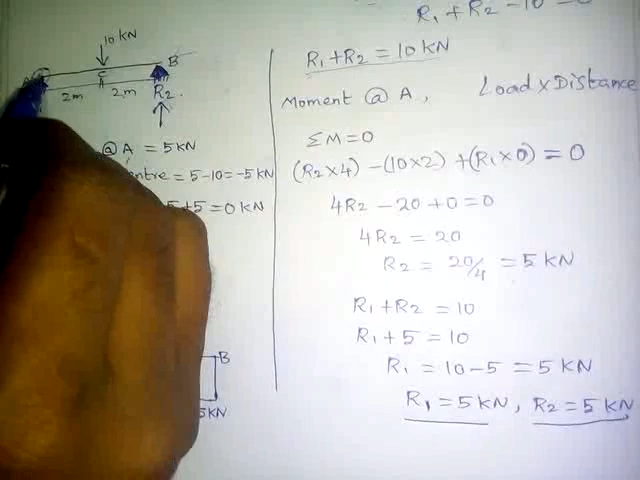 10 KN
B
C
A
2m 2m R2.
@ A = 5 KN
ntre = 5-10 = -5 KN
5+5 = 0 KN
B
5 KN
R1 + R2 - 10 = 0
R1 + R2 = 10 KN
Moment @ A, Load x Distance
ΣM = 0
(R2 x 4) - (10 x 2) + (R1 x 0) = 0
4R2 - 20 + 0 = 0
4R2 = 20
R2 = 20/4 = 5 KN
R1 + R2 = 10
R1 + 5 = 10
R1 = 10 - 5 = 5 KN
R1 = 5 KN, R2 = 5 KN